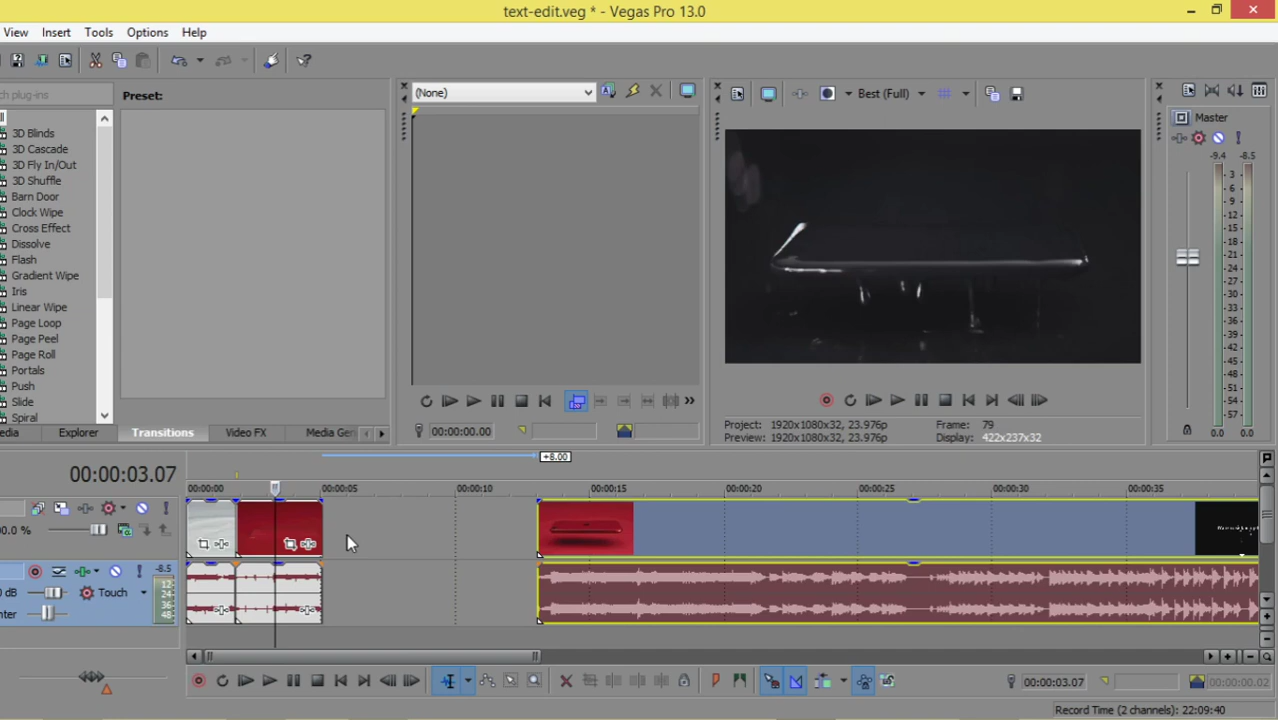 text-edit.veg * - Vegas Pro 13.0
View Insert Tools Options Help
ch plug-ins
Preset:
3D Blinds
3D Cascade
3D Fly In/Out
3D Shuffle
Barn Door
Clock Wipe
Cross Effect
Dissolve
Flash
Gradient Wipe
Iris
Linear Wipe
Page Loop
Page Peel
Page Roll
Portals
Push
Slide
Spiral
edia Explorer Transitions Video FX Media Gen
(None)
00:00:00.00
Best (Full)
Project: 1920x1080x32, 23.976p Frame: 79
Preview: 1920x1080x32, 23.976p Display: 422x237x32
Master
-9.4 -8.5
3
6
9
12
15
18
21
24
27
30
33
36
39
42
45
48
51
54
57
0.0 0.0
00:00:03.07
+8.00
00:00:00 00:00:05 00:00:10 00:00:15 00:00:20 00:00:25 00:00:30 00:00:35
0.0 %
-8.5
12
24
36
48
0 dB Touch
nter
00:00:03.07
00:00:00.02
Record Time (2 channels): 22:09:40